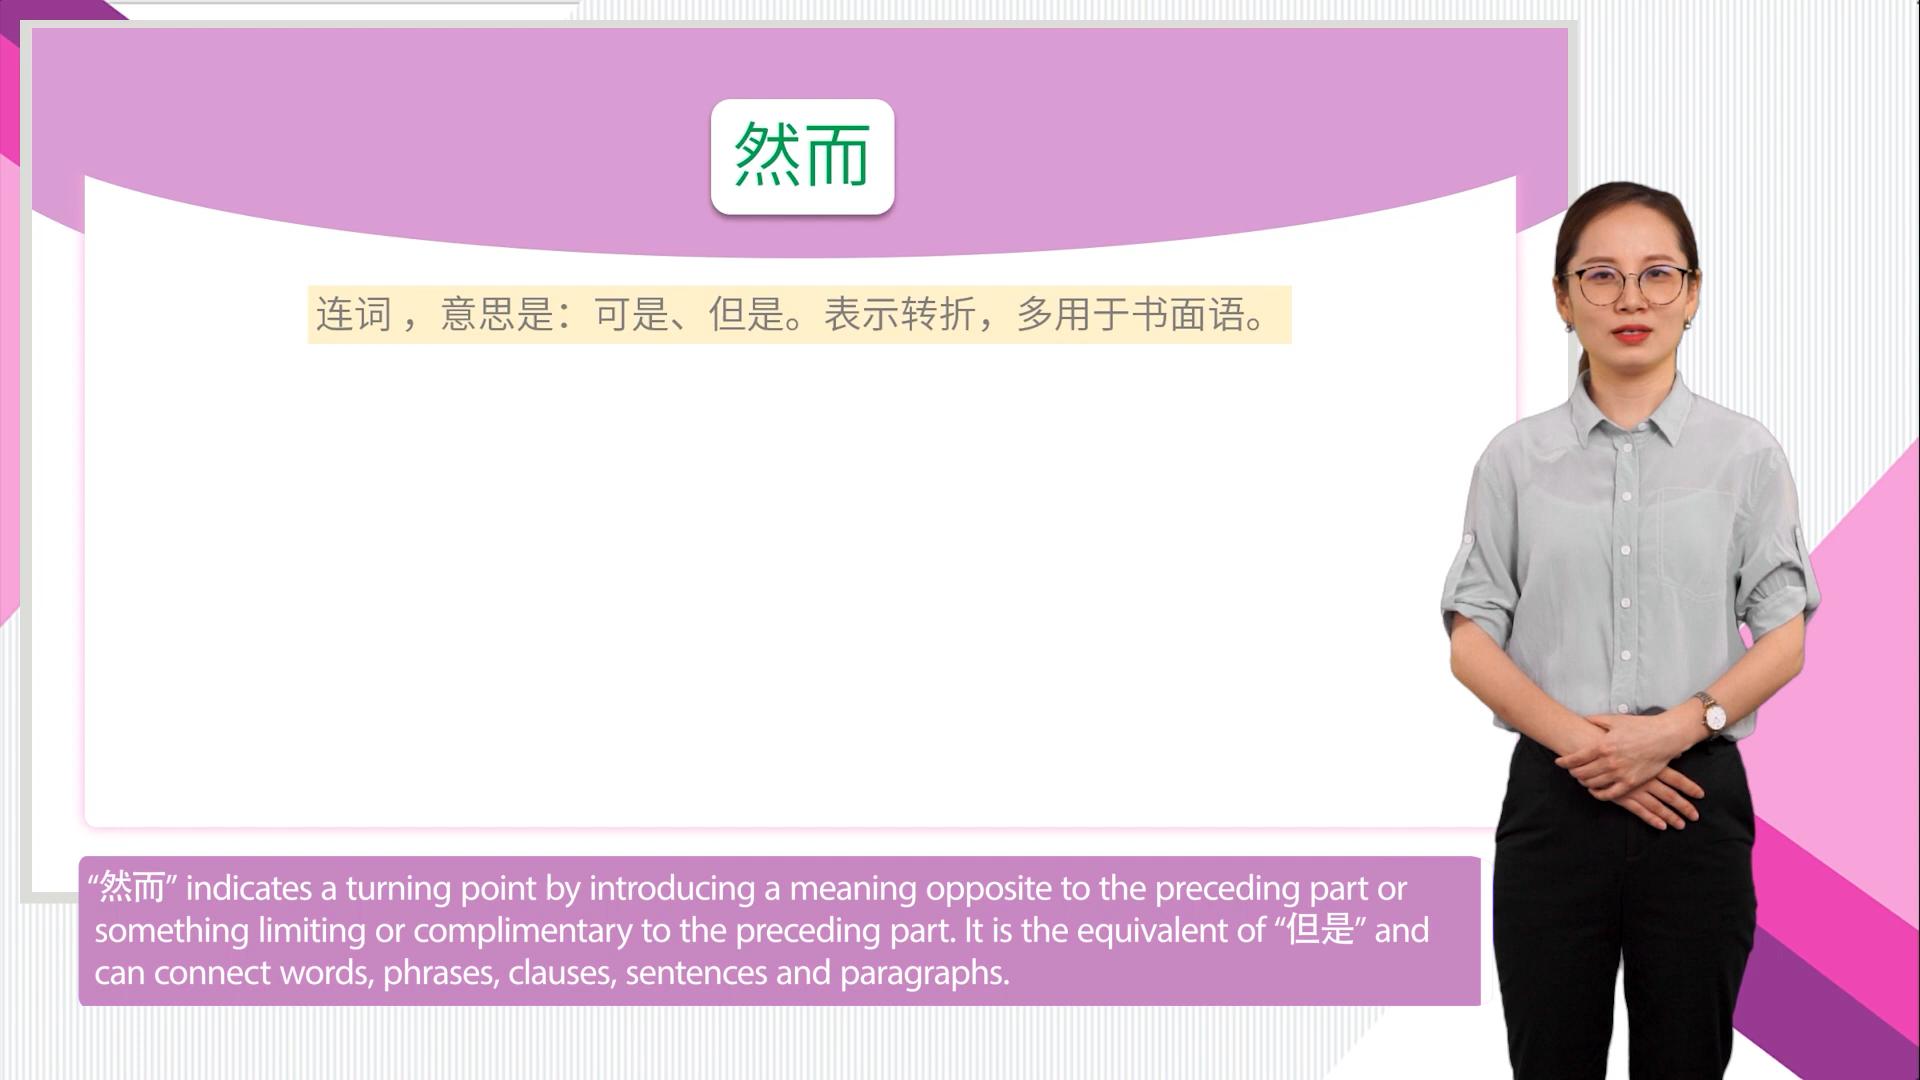 然而
连词，意思是：可是、但是。表示转折，多用于书面语。
“然而” indicates a turning point by introducing a meaning opposite to the preceding part or
something limiting or complimentary to the preceding part. It is the equivalent of “但是” and
can connect words, phrases, clauses, sentences and paragraphs.